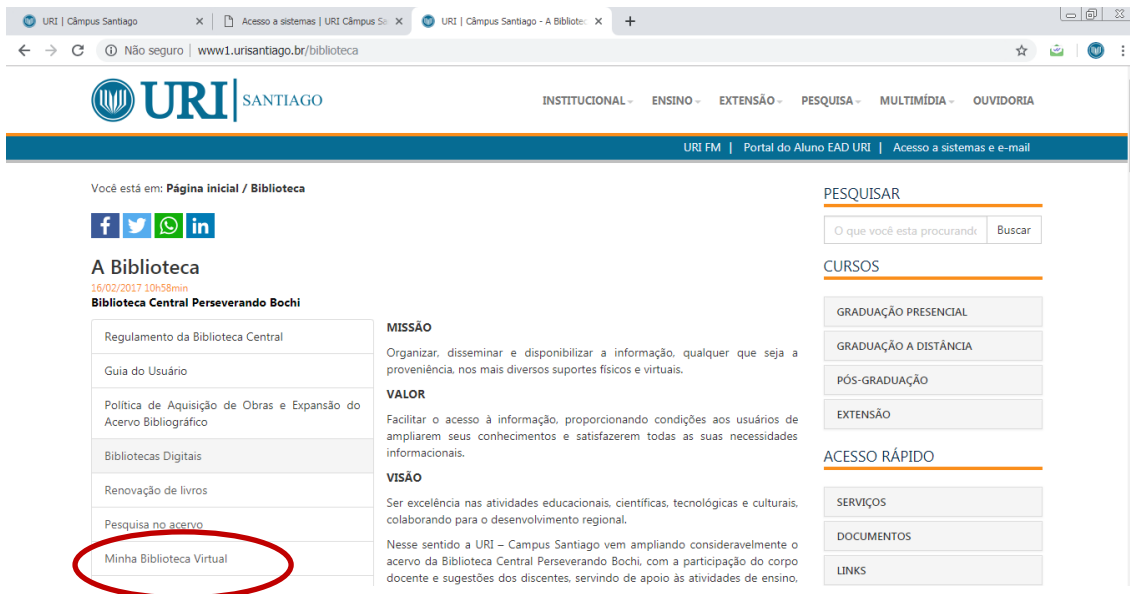 URI | Câmpus Santiago
Acesso a sistemas | URI Câmpus Sa
URI | Câmpus Santiago - A Bibliotec
Não seguro | www1.urisantiago.br/biblioteca
URI SANTIAGO
INSTITUCIONAL ENSINO EXTENSÃO PESQUISA MULTIMÍDIA OUVIDORIA
URI FM | Portal do Aluno EAD URI | Acesso a sistemas e e-mail
Você está em: Página inicial / Biblioteca
A Biblioteca
16/02/2017 10h58min
Biblioteca Central Perseverando Bochi
Regulamento da Biblioteca Central
Guia do Usuário
Política de Aquisição de Obras e Expansão do
Acervo Bibliográfico
Bibliotecas Digitais
Renovação de livros
Pesquisa no acervo
Minha Biblioteca Virtual
MISSÃO
Organizar, disseminar e disponibilizar a informação, qualquer que seja a
proveniência, nos mais diversos suportes físicos e virtuais.
VALOR
Facilitar o acesso à informação, proporcionando condições aos usuários de
ampliarem seus conhecimentos e satisfazerem todas as suas necessidades
informacionais.
VISÃO
Ser excelência nas atividades educacionais, científicas, tecnológicas e culturais,
colaborando para o desenvolvimento regional.
Nesse sentido a URI – Campus Santiago vem ampliando consideravelmente o
acervo da Biblioteca Central Perseverando Bochi, com a participação do corpo
docente e sugestões dos discentes, servindo de apoio às atividades de ensino,
PESQUISAR
O que você esta procurando Buscar
CURSOS
GRADUAÇÃO PRESENCIAL
GRADUAÇÃO A DISTÂNCIA
PÓS-GRADUAÇÃO
EXTENSÃO
ACESSO RÁPIDO
SERVIÇOS
DOCUMENTOS
LINKS